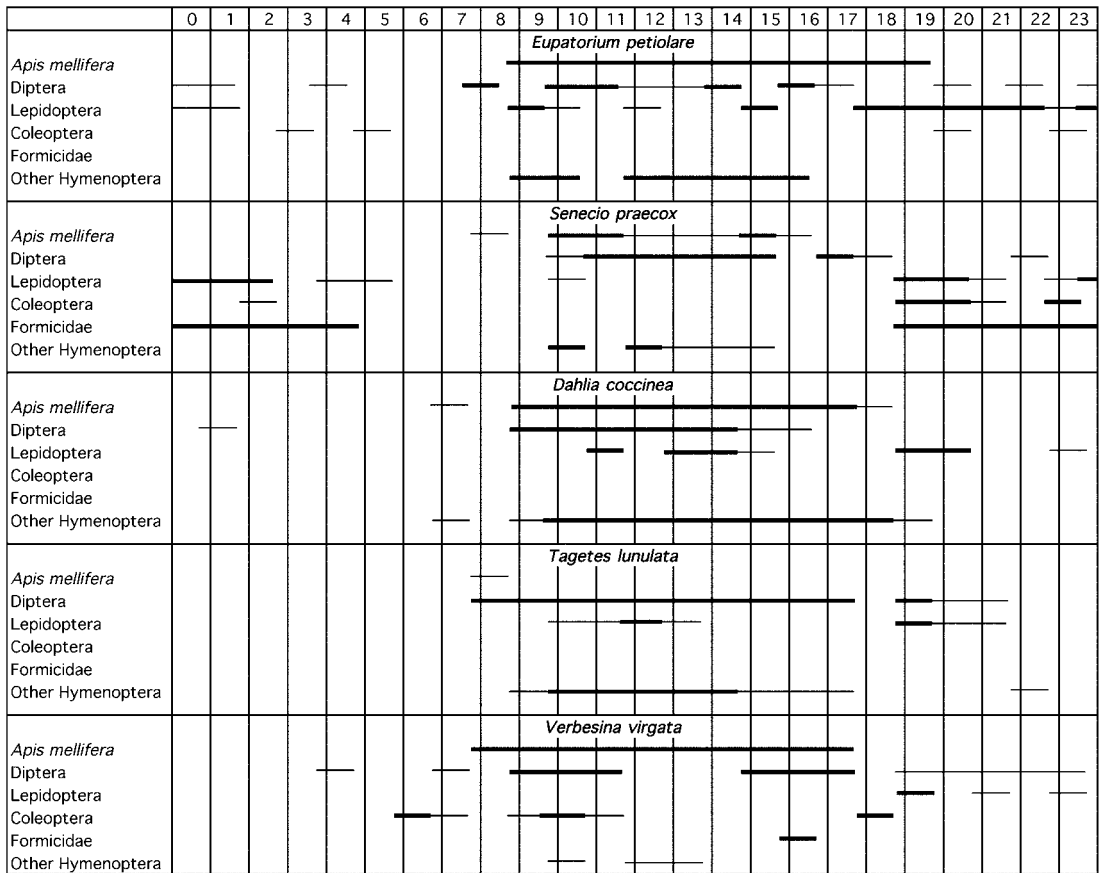 0 1 2 3 4 5 6 7 8 9 10 11 12 13 14 15 16 17 18 19 20 21 22 23
Eupatorium petiolare
Apis mellifera
Diptera
Lepidoptera
Coleoptera
Formicidae
Other Hymenoptera
Senecio praecox
Apis mellifera
Diptera
Lepidoptera
Coleoptera
Formicidae
Other Hymenoptera
Dahlia coccinea
Apis mellifera
Diptera
Lepidoptera
Coleoptera
Formicidae
Other Hymenoptera
Tagetes lunulata
Apis mellifera
Diptera
Lepidoptera
Coleoptera
Formicidae
Other Hymenoptera
Verbesina virgata
Apis mellifera
Diptera
Lepidoptera
Coleoptera
Formicidae
Other Hymenoptera